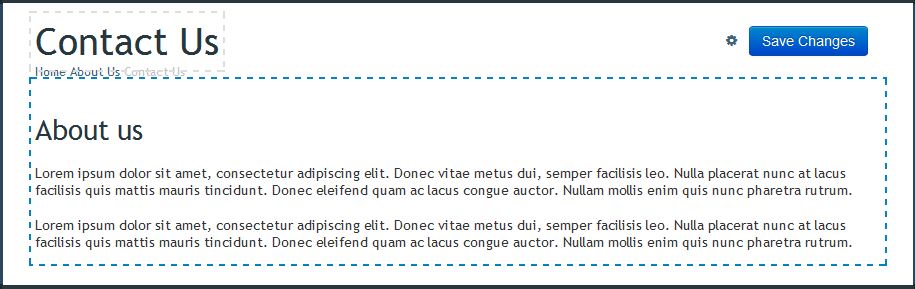 Contact Us
Save Changes
Home About Us Contact Us
About us
Lorem ipsum dolor sit amet, consectetur adipiscing elit. Donec vitae metus dui, semper facilisis leo. Nulla placerat nunc at lacus
facilisis quis mattis mauris tincidunt. Donec eleifend quam ac lacus congue auctor. Nullam mollis enim quis nunc pharetra rutrum.
Lorem ipsum dolor sit amet, consectetur adipiscing elit. Donec vitae metus dui, semper facilisis leo. Nulla placerat nunc at lacus
facilisis quis mattis mauris tincidunt. Donec eleifend quam ac lacus congue auctor. Nullam mollis enim quis nunc pharetra rutrum.